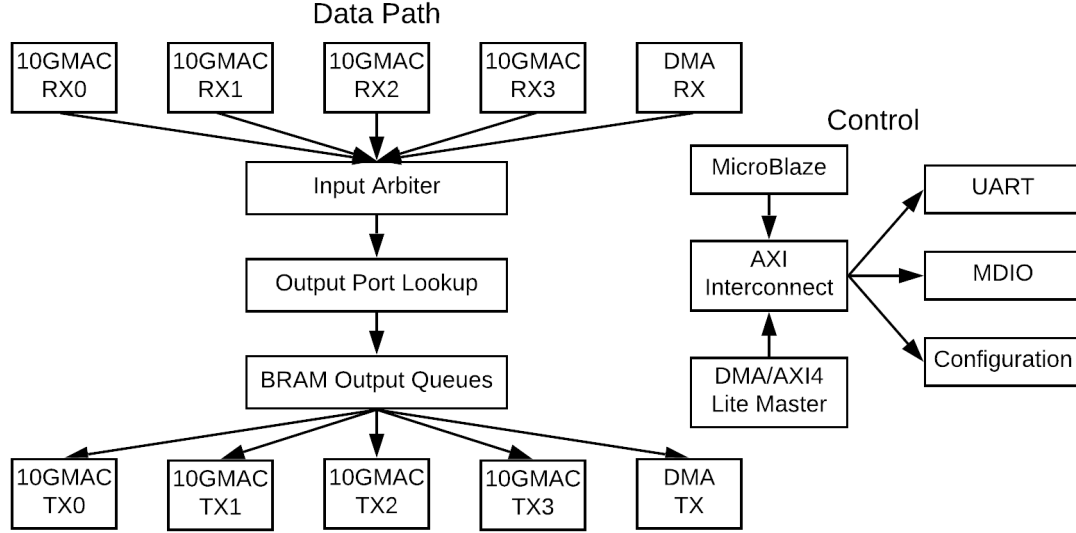 Data Path
10GMAC
RX0
10GMAC
RX1
10GMAC
RX2
10GMAC
RX3
DMA
RX
Input Arbiter
Output Port Lookup
BRAM Output Queues
10GMAC
TX0
10GMAC
TX1
10GMAC
TX2
10GMAC
TX3
DMA
TX
Control
MicroBlaze
AXI
Interconnect
DMA/AXI4
Lite Master
UART
MDIO
Configuration